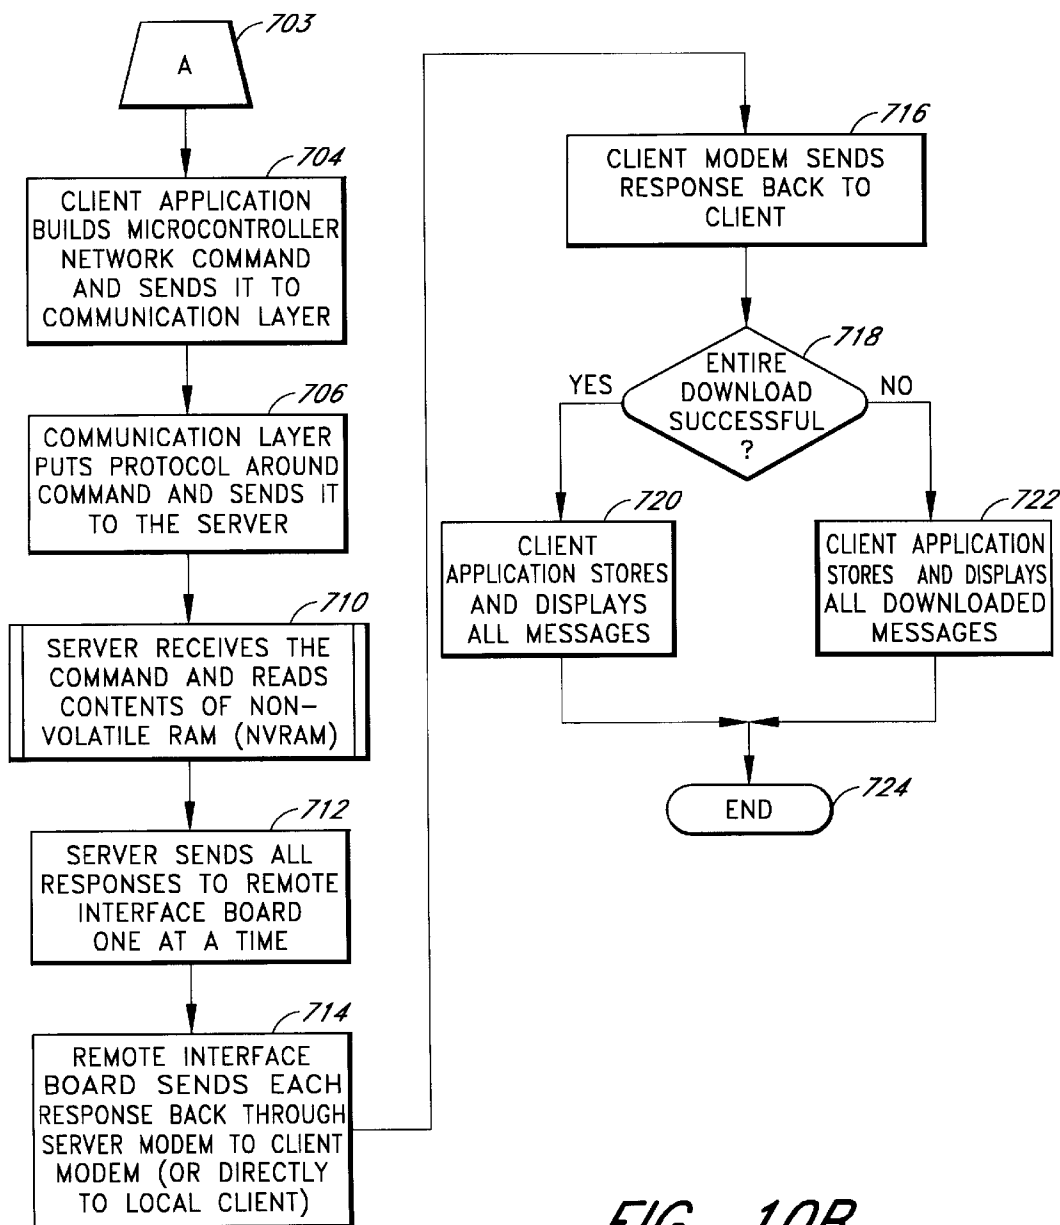 703
A
704
CLIENT APPLICATION
BUILDS MICROCONTROLLER
NETWORK COMMAND
AND SENDS IT TO
COMMUNICATION LAYER
706
COMMUNICATION LAYER
PUTS PROTOCOL AROUND
COMMAND AND SENDS IT
TO THE SERVER
710
SERVER RECEIVES THE
COMMAND AND READS
CONTENTS OF NON-
VOLATILE RAM (NVRAM)
712
SERVER SENDS ALL
RESPONSES TO REMOTE
INTERFACE BOARD
ONE AT A TIME
714
REMOTE INTERFACE
BOARD SENDS EACH
RESPONSE BACK THROUGH
SERVER MODEM TO CLIENT
MODEM (OR DIRECTLY
TO LOCAL CLIENT)
716
CLIENT MODEM SENDS
RESPONSE BACK TO
CLIENT
718
ENTIRE
DOWNLOAD
SUCCESSFUL
?
YES
NO
720
CLIENT
APPLICATION STORES
AND DISPLAYS
ALL MESSAGES
722
CLIENT APPLICATION
STORES AND DISPLAYS
ALL DOWNLOADED
MESSAGES
END
724
FIG. 10B